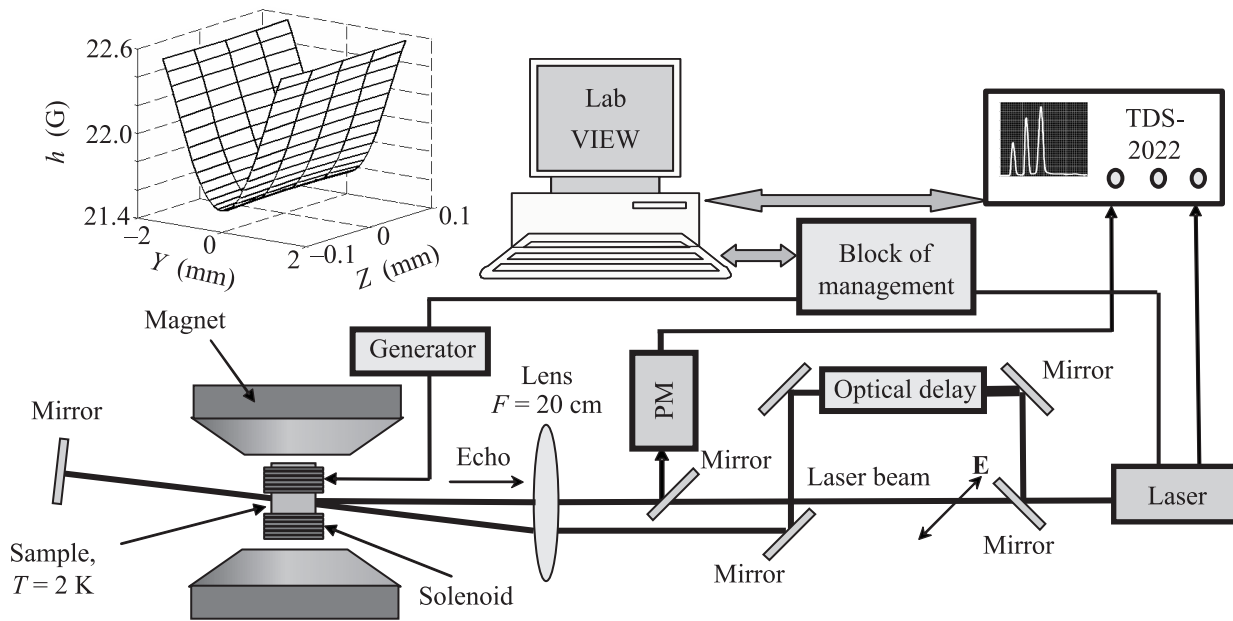 22.6
22.0
21.4
h (G)
−2
0
2
Y (mm)
−0.1
0
0.1
Z (mm)
Lab
VIEW
TDS-
2022
Block of
management
Magnet
Generator
Lens
F = 20 cm
PM
Optical delay
Mirror
Mirror
Echo
Mirror
Laser beam
E
Laser
Sample,
T = 2 K
Solenoid
Mirror
Mirror